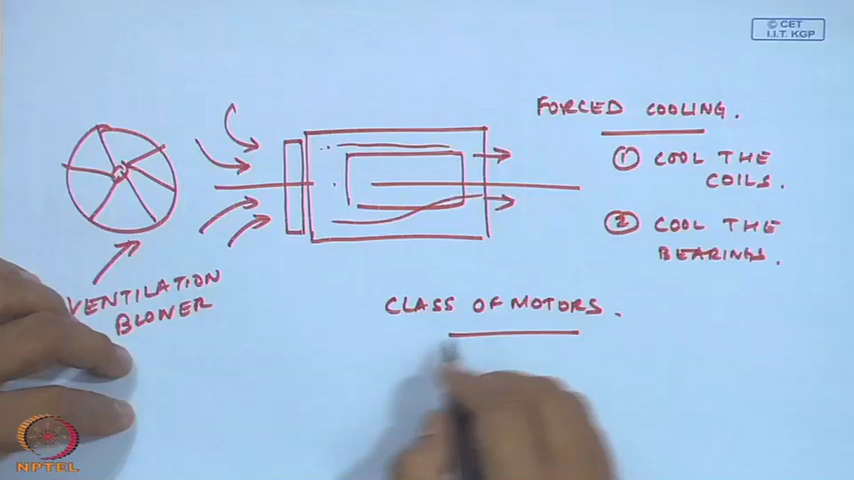 © CET
I.I.T. KGP
FORCED COOLING.
① COOL THE
COILS.
② COOL THE
BEARINGS.
VENTILATION
BLOWER
CLASS OF MOTORS.
NPTEL